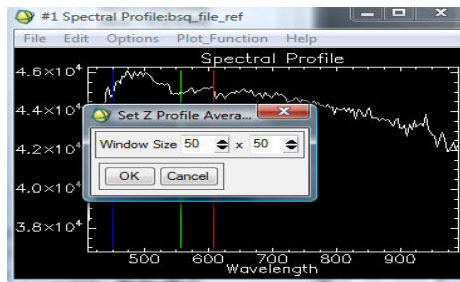 #1 Spectral Profile:bsq_file_ref
File Edit Options Plot_Function Help
Spectral Profile
4.6×10⁴
4.4×10⁴
4.2×10⁴
4.0×10⁴
3.8×10⁴
Set Z Profile Avera...
Window Size 50 x 50
OK Cancel
500 600 700 800 900
Wavelength